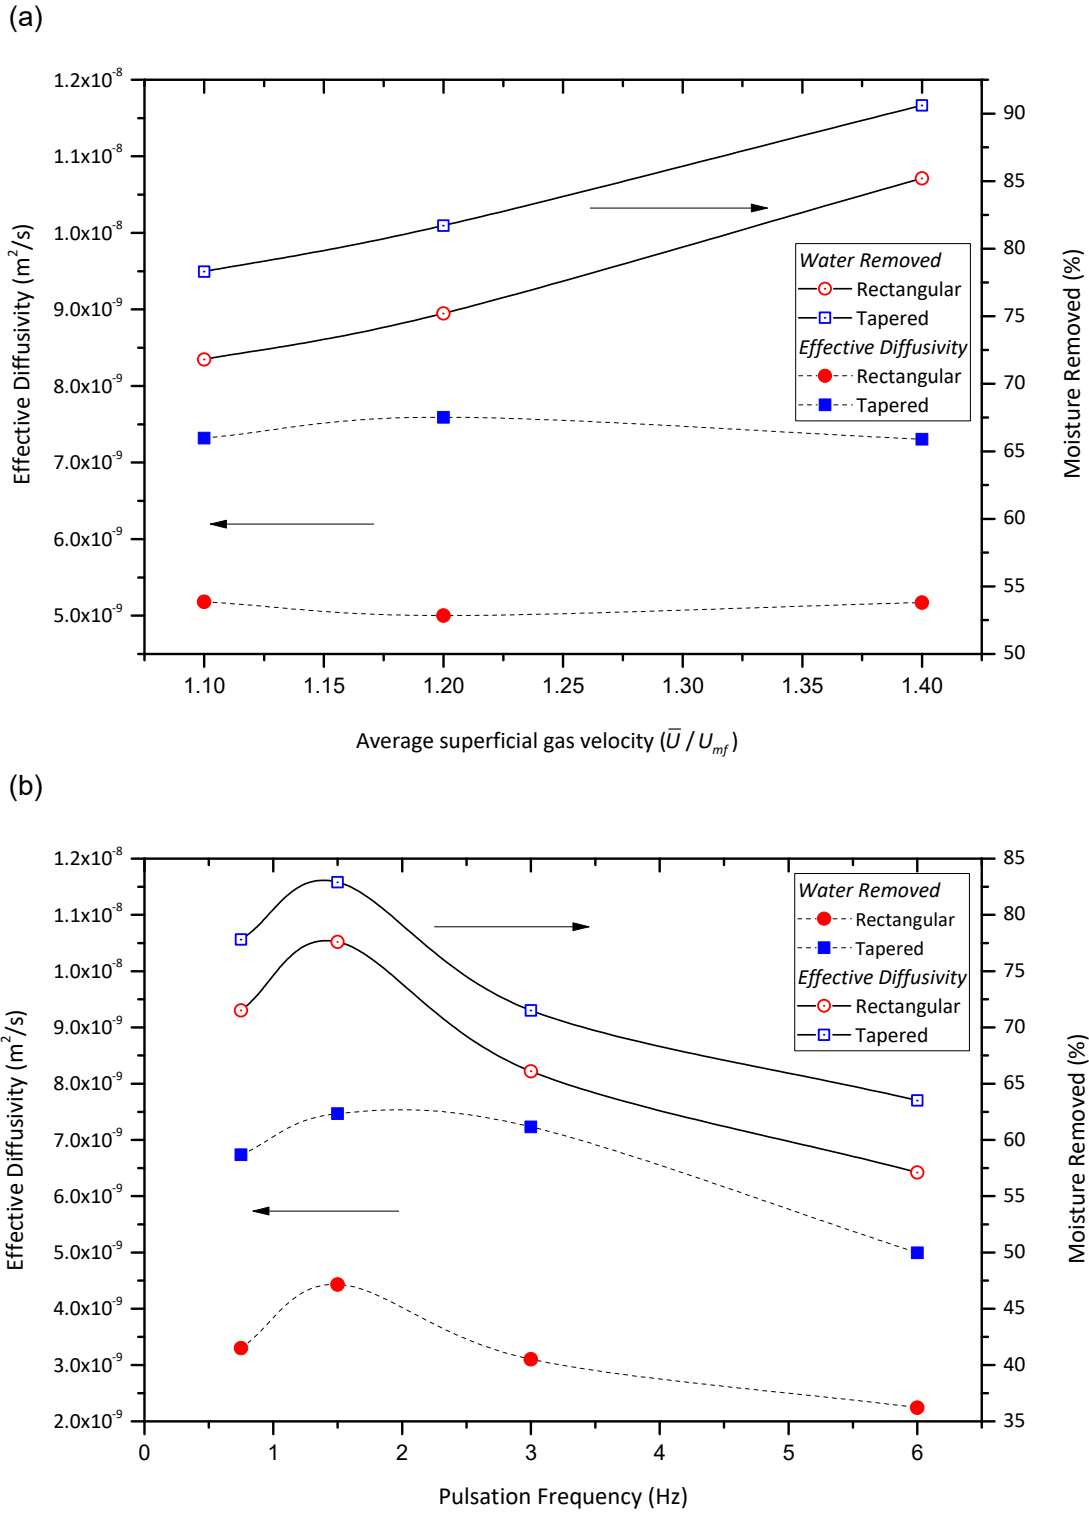 (a)
1.2x10⁻⁸
1.1x10⁻⁸
1.0x10⁻⁸
9.0x10⁻⁹
8.0x10⁻⁹
7.0x10⁻⁹
6.0x10⁻⁹
5.0x10⁻⁹
Effective Diffusivity (m²/s)
90
85
80
75
70
65
60
55
50
Moisture Removed (%)
Water Removed
Rectangular
Tapered
Effective Diffusivity
Rectangular
Tapered
1.10 1.15 1.20 1.25 1.30 1.35 1.40
Average superficial gas velocity (U̅ / Umf)
(b)
1.2x10⁻⁸
1.1x10⁻⁸
1.0x10⁻⁸
9.0x10⁻⁹
8.0x10⁻⁹
7.0x10⁻⁹
6.0x10⁻⁹
5.0x10⁻⁹
4.0x10⁻⁹
3.0x10⁻⁹
2.0x10⁻⁹
Effective Diffusivity (m²/s)
85
80
75
70
65
60
55
50
45
40
35
Moisture Removed (%)
Water Removed
Rectangular
Tapered
Effective Diffusivity
Rectangular
Tapered
0 1 2 3 4 5 6
Pulsation Frequency (Hz)